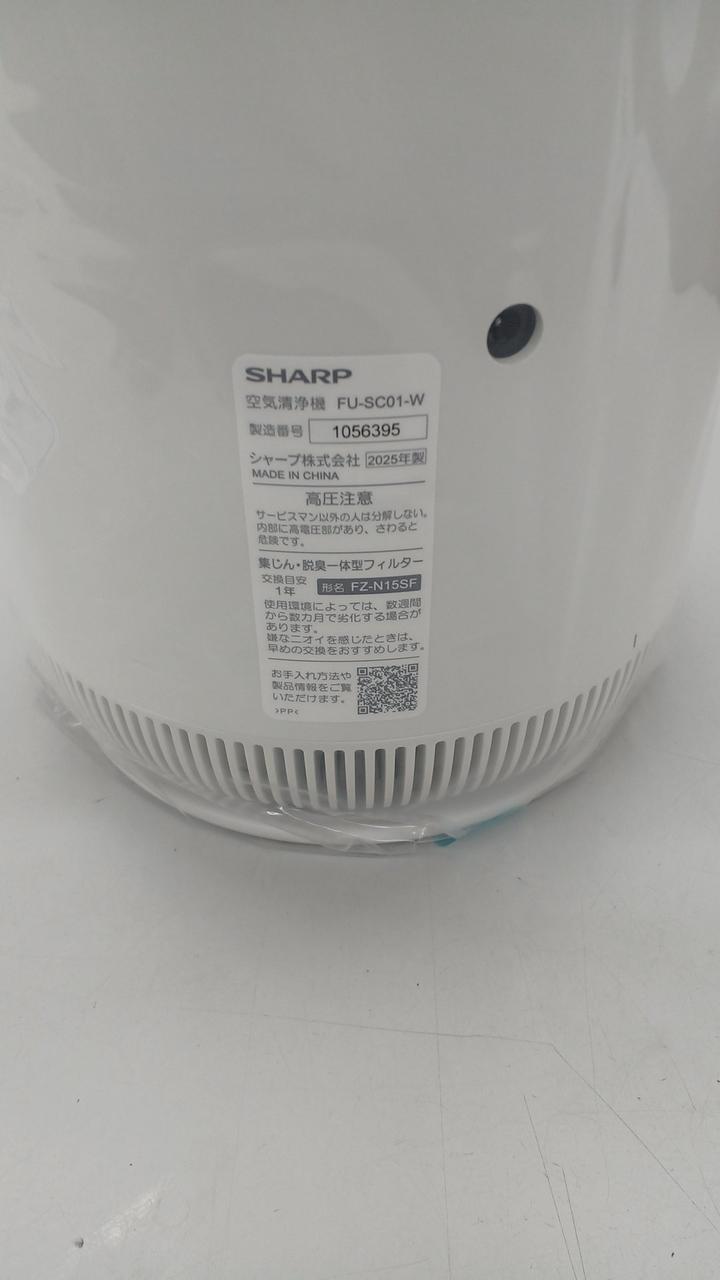 SHARP
空気清浄機 FU-SC01-W
製造番号 1056395
シャープ株式会社 2025年製
MADE IN CHINA
高圧注意
サービスマン以外の人は分解しない。
内部に高電圧部があり、さわると
危険です。
集じん・脱臭一体型フィルター
交換目安
1年
形名 FZ-N15SF
使用環境によっては、数週間
から数カ月で劣化する場合が
あります。
嫌なニオイを感じたときは、
早めの交換をおすすめします。
お手入れ方法や
製品情報をご覧
いただけます。
>PP<